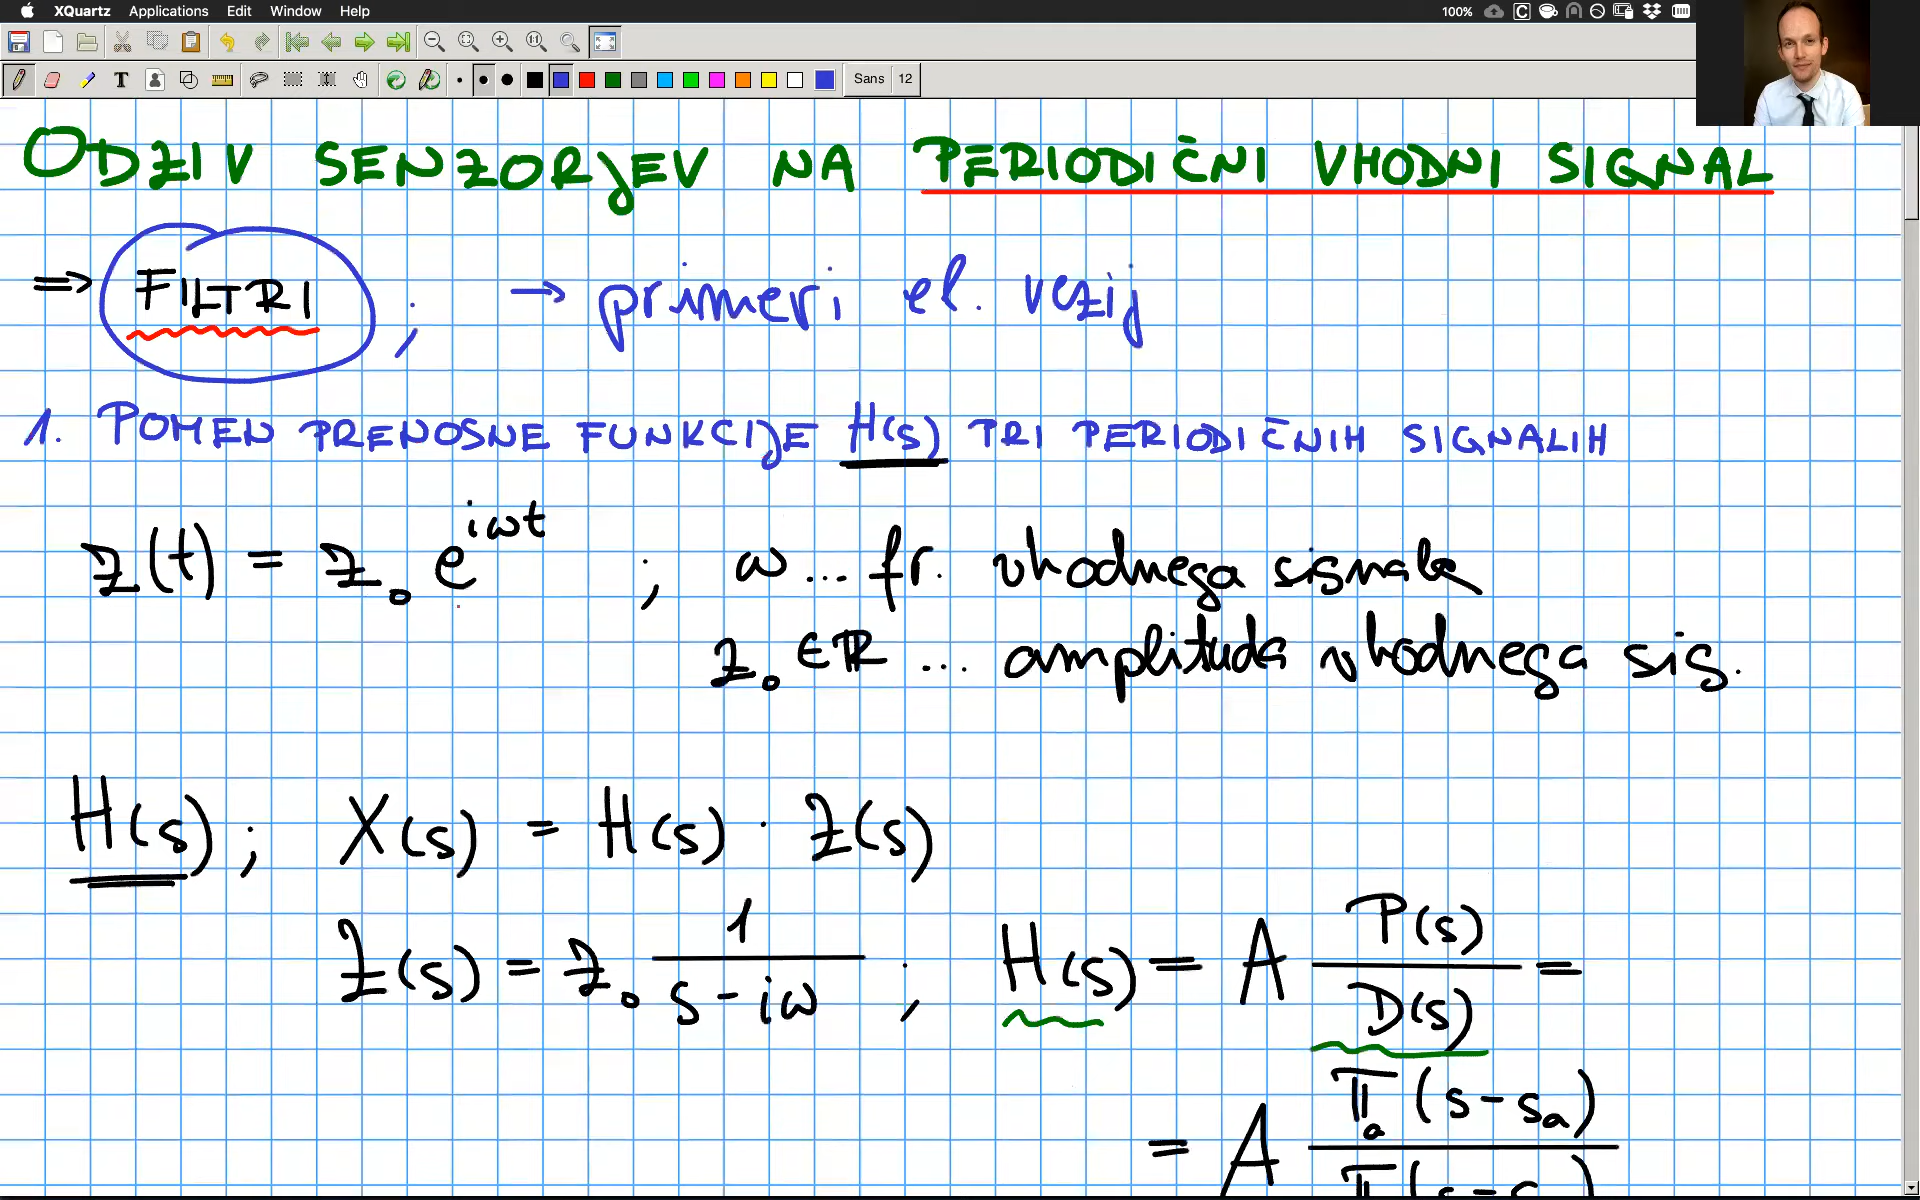 XQuartz Applications Edit Window Help 100%
Sans 12
ODZIV SENZORJEV NA PERIODIČNI VHODNI SIGNAL
⇒ FILTRI ; → primeri el. vezij
1. POMEN PRENOSNE FUNKCIJE H(s) PRI PERIODIČNIH SIGNALIH
z(t) = z₀ e^{iωt} ; ω ... fr. vhodnega signala
z₀ ∈ ℝ ... amplituda vhodnega sig.
H(s) ; X(s) = H(s) · Z(s)
Z(s) = z₀ 1/(s - iω) ; H(s) = A P(s)/D(s) =
= A ∏ₐ (s - sₐ)